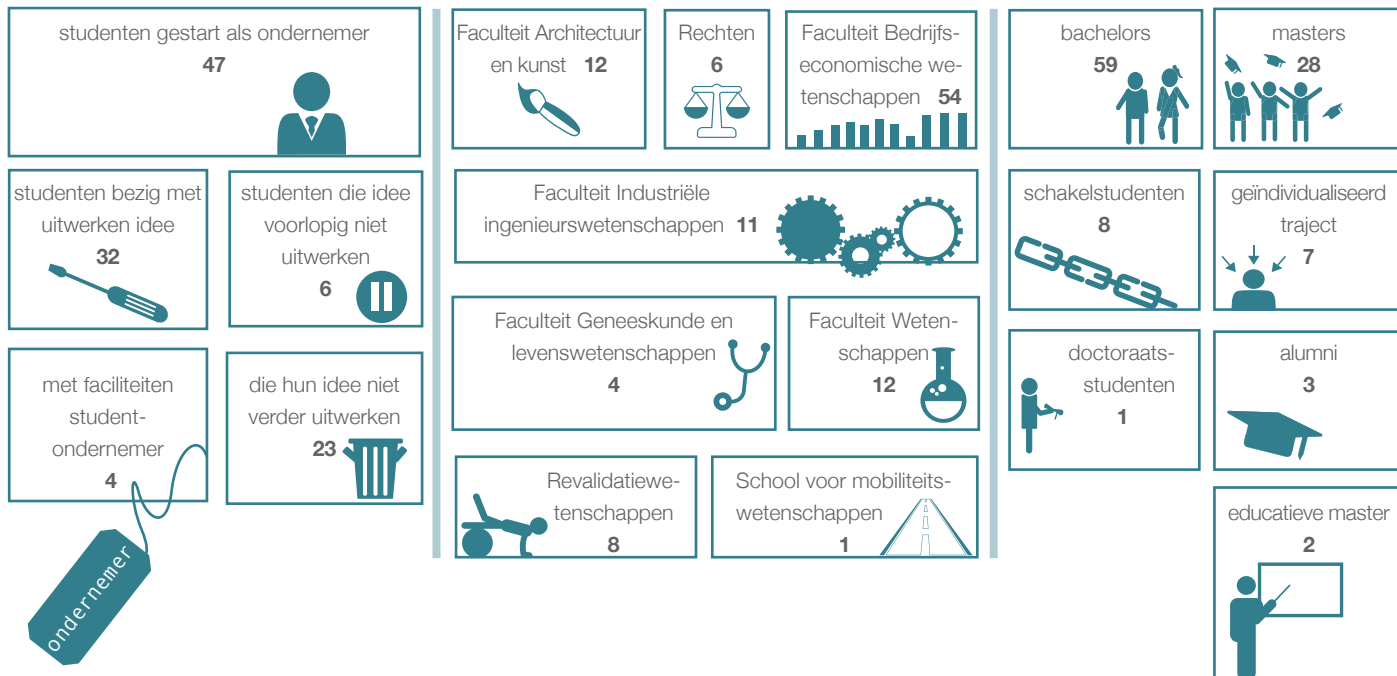 studenten gestart als ondernemer
47
studenten bezig met
uitwerken idee
32
studenten die idee
voorlopig niet
uitwerken
6
met faciliteiten
student-
ondernemer
4
die hun idee niet
verder uitwerken
23
ondernemer
Faculteit Architectuur
en kunst 12
Rechten
6
Faculteit Bedrijfs-
economische we-
tenschappen 54
Faculteit Industriële
ingenieurswetenschappen 11
Faculteit Geneeskunde en
levenswetenschappen
4
Faculteit Weten-
schappen
12
Revalidatiewe-
tenschappen
8
School voor mobiliteits-
wetenschappen
1
bachelors
59
masters
28
schakelstudenten
8
geïndividualiseerd
traject
7
doctoraats-
studenten
1
alumni
3
educatieve master
2